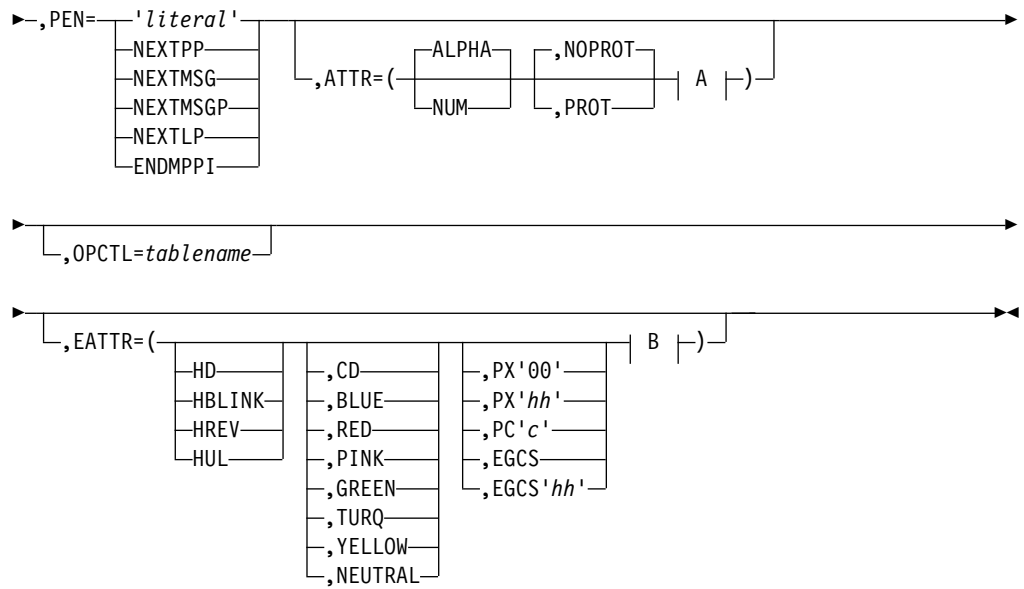 ,PEN= 'literal'
NEXTPP
NEXTMSG
NEXTMSGP
NEXTLP
ENDMPPI
,ATTR=( ALPHA ,NOPROT A )
NUM ,PROT
,OPCTL=tablename
,EATTR=( B )
HD ,CD ,PX'00'
HBLINK ,BLUE ,PX'hh'
HREV ,RED ,PC'c'
HUL ,PINK ,EGCS
,GREEN ,EGCS'hh'
,TURQ
,YELLOW
,NEUTRAL